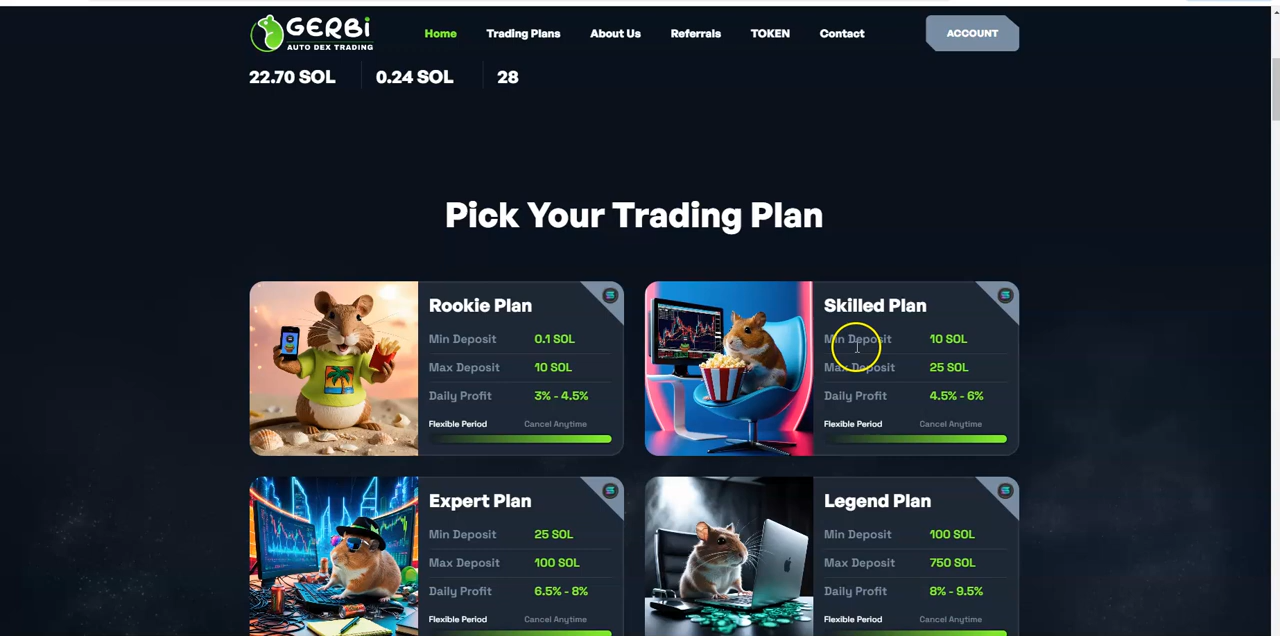 GERBi
AUTO DEX TRADING
Home
Trading Plans
About Us
Referrals
TOKEN
Contact
ACCOUNT
22.70 SOL
0.24 SOL
28
Pick Your Trading Plan
Rookie Plan
Min Deposit 0.1 SOL
Max Deposit 10 SOL
Daily Profit 3% - 4.5%
Flexible Period Cancel Anytime
Skilled Plan
Min Deposit 10 SOL
Max Deposit 25 SOL
Daily Profit 4.5% - 6%
Flexible Period Cancel Anytime
Expert Plan
Min Deposit 25 SOL
Max Deposit 100 SOL
Daily Profit 6.5% - 8%
Flexible Period Cancel Anytime
Legend Plan
Min Deposit 100 SOL
Max Deposit 750 SOL
Daily Profit 8% - 9.5%
Flexible Period Cancel Anytime